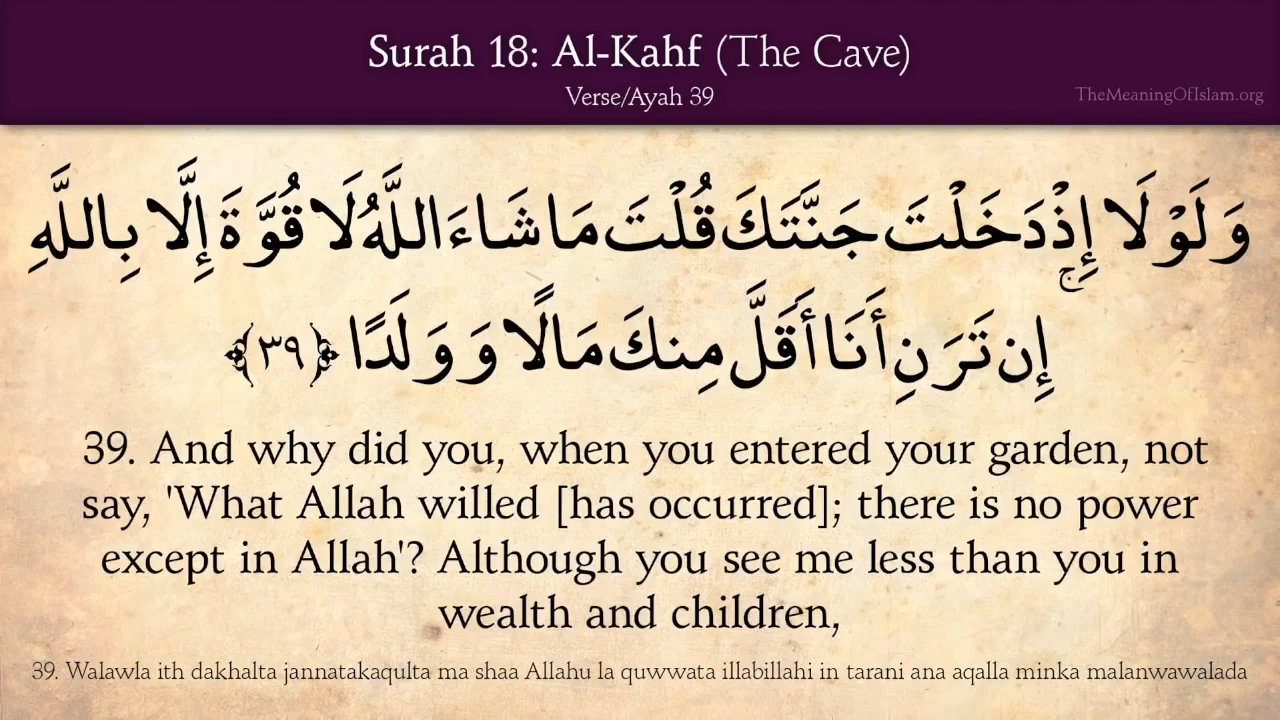 Surah 18: Al-Kahf (The Cave)
Verse/Ayah 39
TheMeaningOfIslam.org
وَلَوْلَا إِذْ دَخَلْتَ جَنَّتَكَ قُلْتَ مَا شَاءَ اللَّهُ لَا قُوَّةَ إِلَّا بِاللَّهِ ۚ
إِن تَرَنِ أَنَا أَقَلَّ مِنكَ مَالًا وَوَلَدًا ﴿٣٩﴾
39. And why did you, when you entered your garden, not
say, 'What Allah willed [has occurred]; there is no power
except in Allah'? Although you see me less than you in
wealth and children,
39. Walawla ith dakhalta jannatakaqulta ma shaa Allahu la quwwata illabillahi in tarani ana aqalla minka malanwawalada